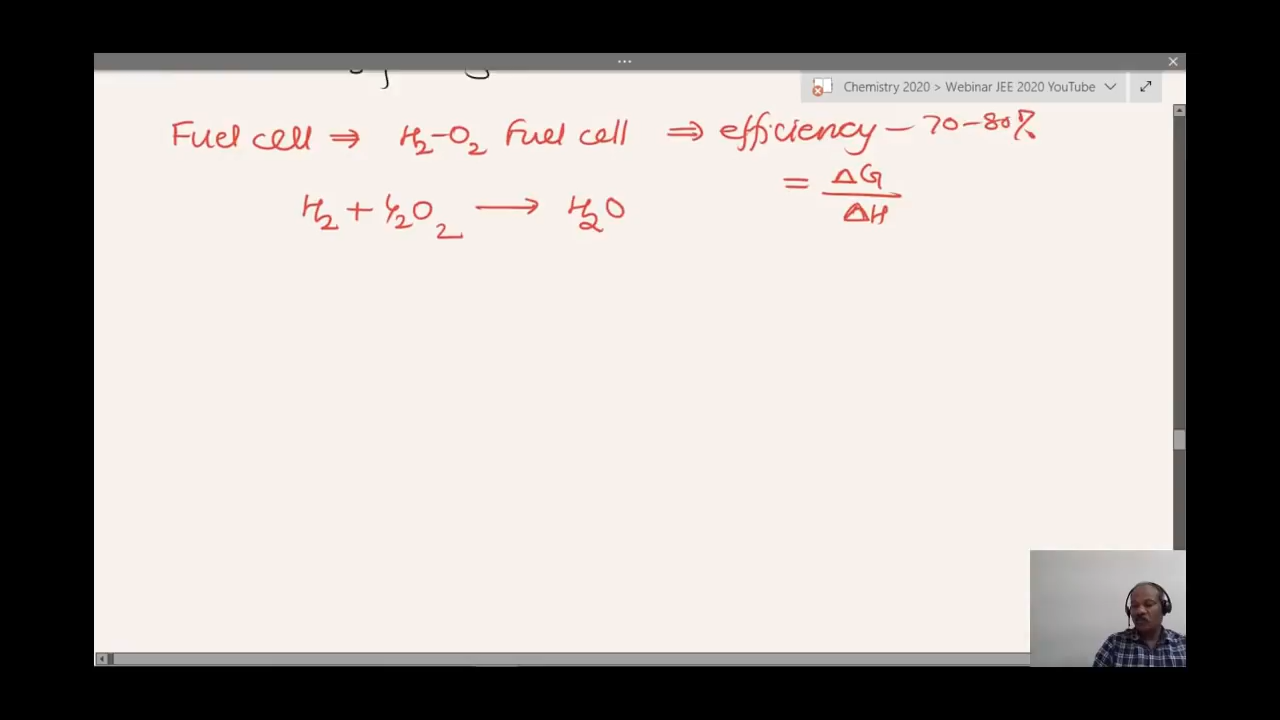 Chemistry 2020 > Webinar JEE 2020 YouTube
Fuel cell ⇒ H₂-O₂ Fuel cell ⇒ efficiency - 70-80%
= ΔG/ΔH
H₂ + ½O₂ ⟶ H₂O